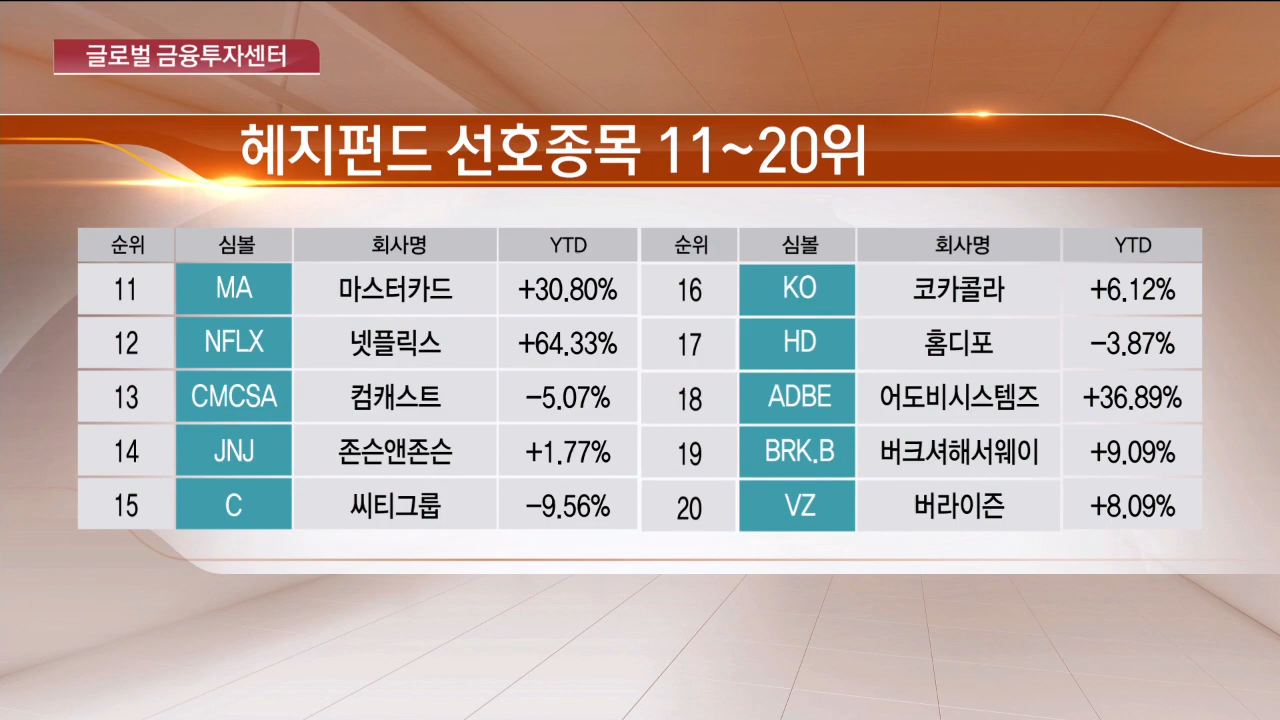 글로벌 금융투자센터
헤지펀드 선호종목 11~20위
순위 심볼 회사명 YTD 순위 심볼 회사명 YTD
11 MA 마스터카드 +30.80% 16 KO 코카콜라 +6.12%
12 NFLX 넷플릭스 +64.33% 17 HD 홈디포 -3.87%
13 CMCSA 컴캐스트 -5.07% 18 ADBE 어도비시스템즈 +36.89%
14 JNJ 존슨앤존슨 +1.77% 19 BRK.B 버크셔해서웨이 +9.09%
15 C 씨티그룹 -9.56% 20 VZ 버라이즌 +8.09%